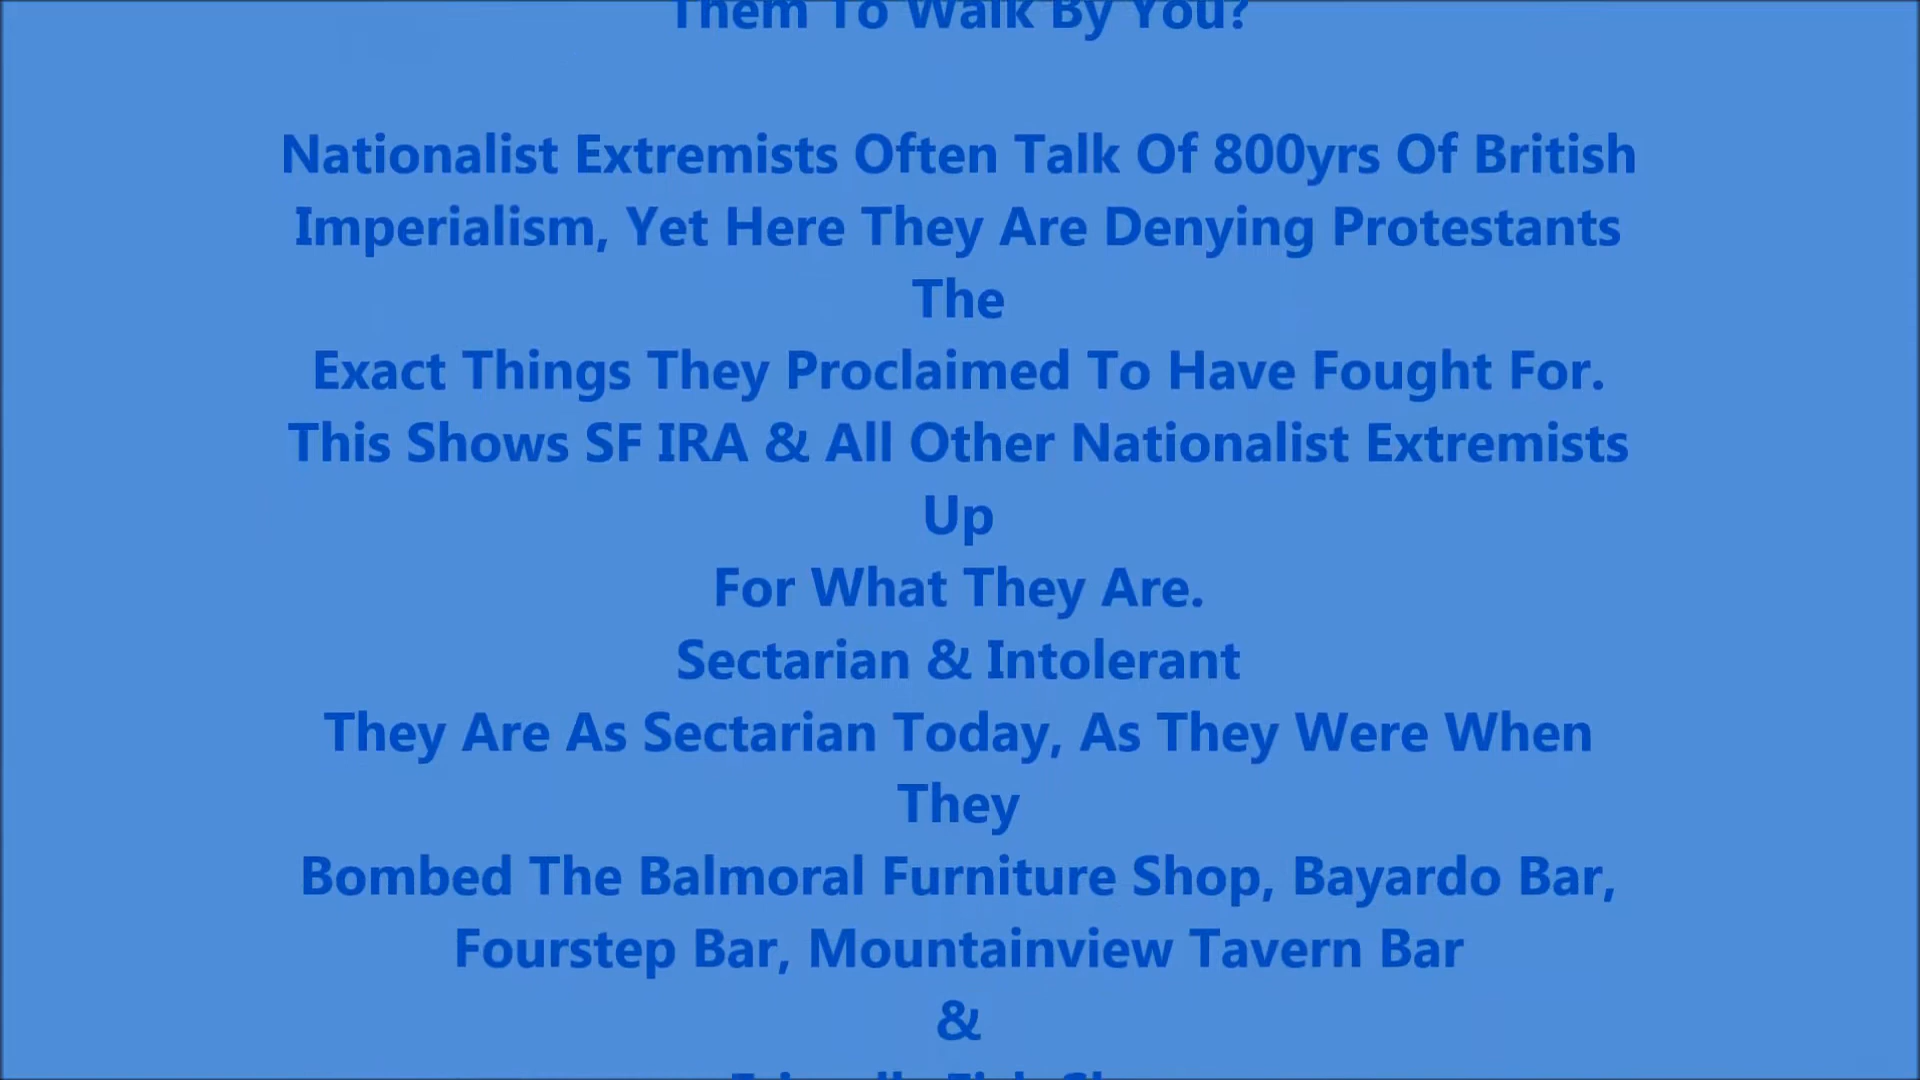 Them To Walk By You?
Nationalist Extremists Often Talk Of 800yrs Of British
Imperialism, Yet Here They Are Denying Protestants
The
Exact Things They Proclaimed To Have Fought For.
This Shows SF IRA & All Other Nationalist Extremists
Up
For What They Are.
Sectarian & Intolerant
They Are As Sectarian Today, As They Were When
They
Bombed The Balmoral Furniture Shop, Bayardo Bar,
Fourstep Bar, Mountainview Tavern Bar
&